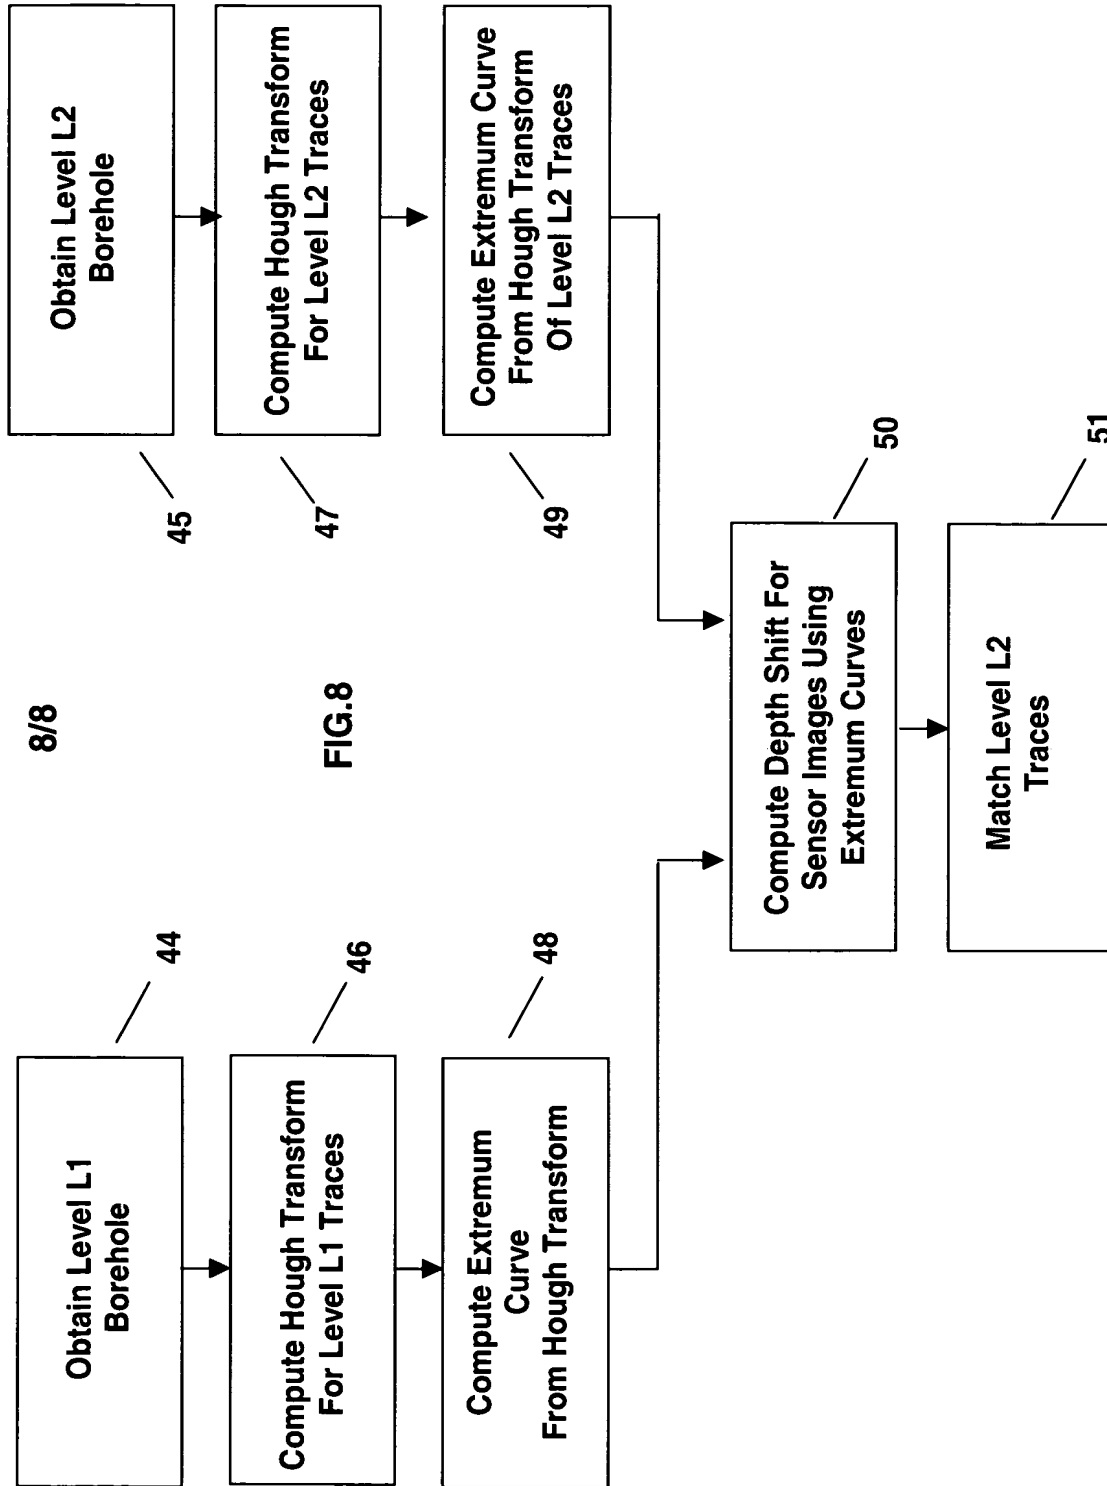 8/8
Obtain Level L1
Borehole
44
Obtain Level L2
Borehole
45
Compute Hough Transform
For Level L1 Traces
46
Compute Hough Transform
For Level L2 Traces
47
FIG.8
Compute Extremum
Curve
From Hough Transform
48
Compute Extremum Curve
From Hough Transform
Of Level L2 Traces
49
Compute Depth Shift For
Sensor Images Using
Extremum Curves
50
Match Level L2
Traces
51